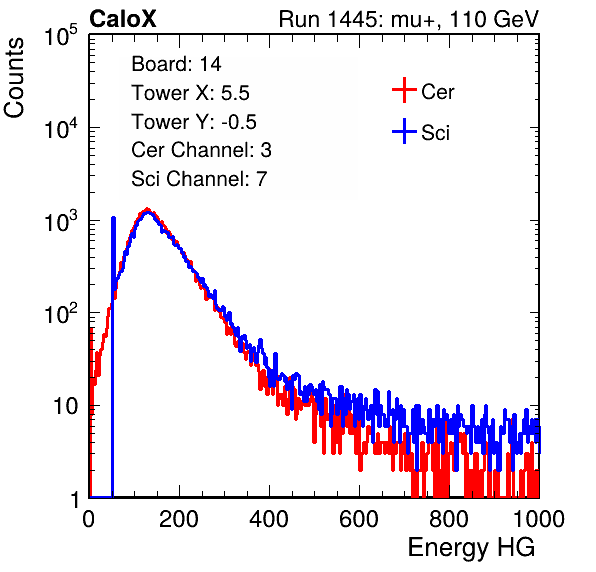 CaloX Run 1445: mu+, 110 GeV
Board: 14
Tower X: 5.5
Tower Y: -0.5
Cer Channel: 3
Sci Channel: 7
Cer
Sci
Counts
10^5
10^4
10^3
10^2
10
1
0 200 400 600 800 1000
Energy HG